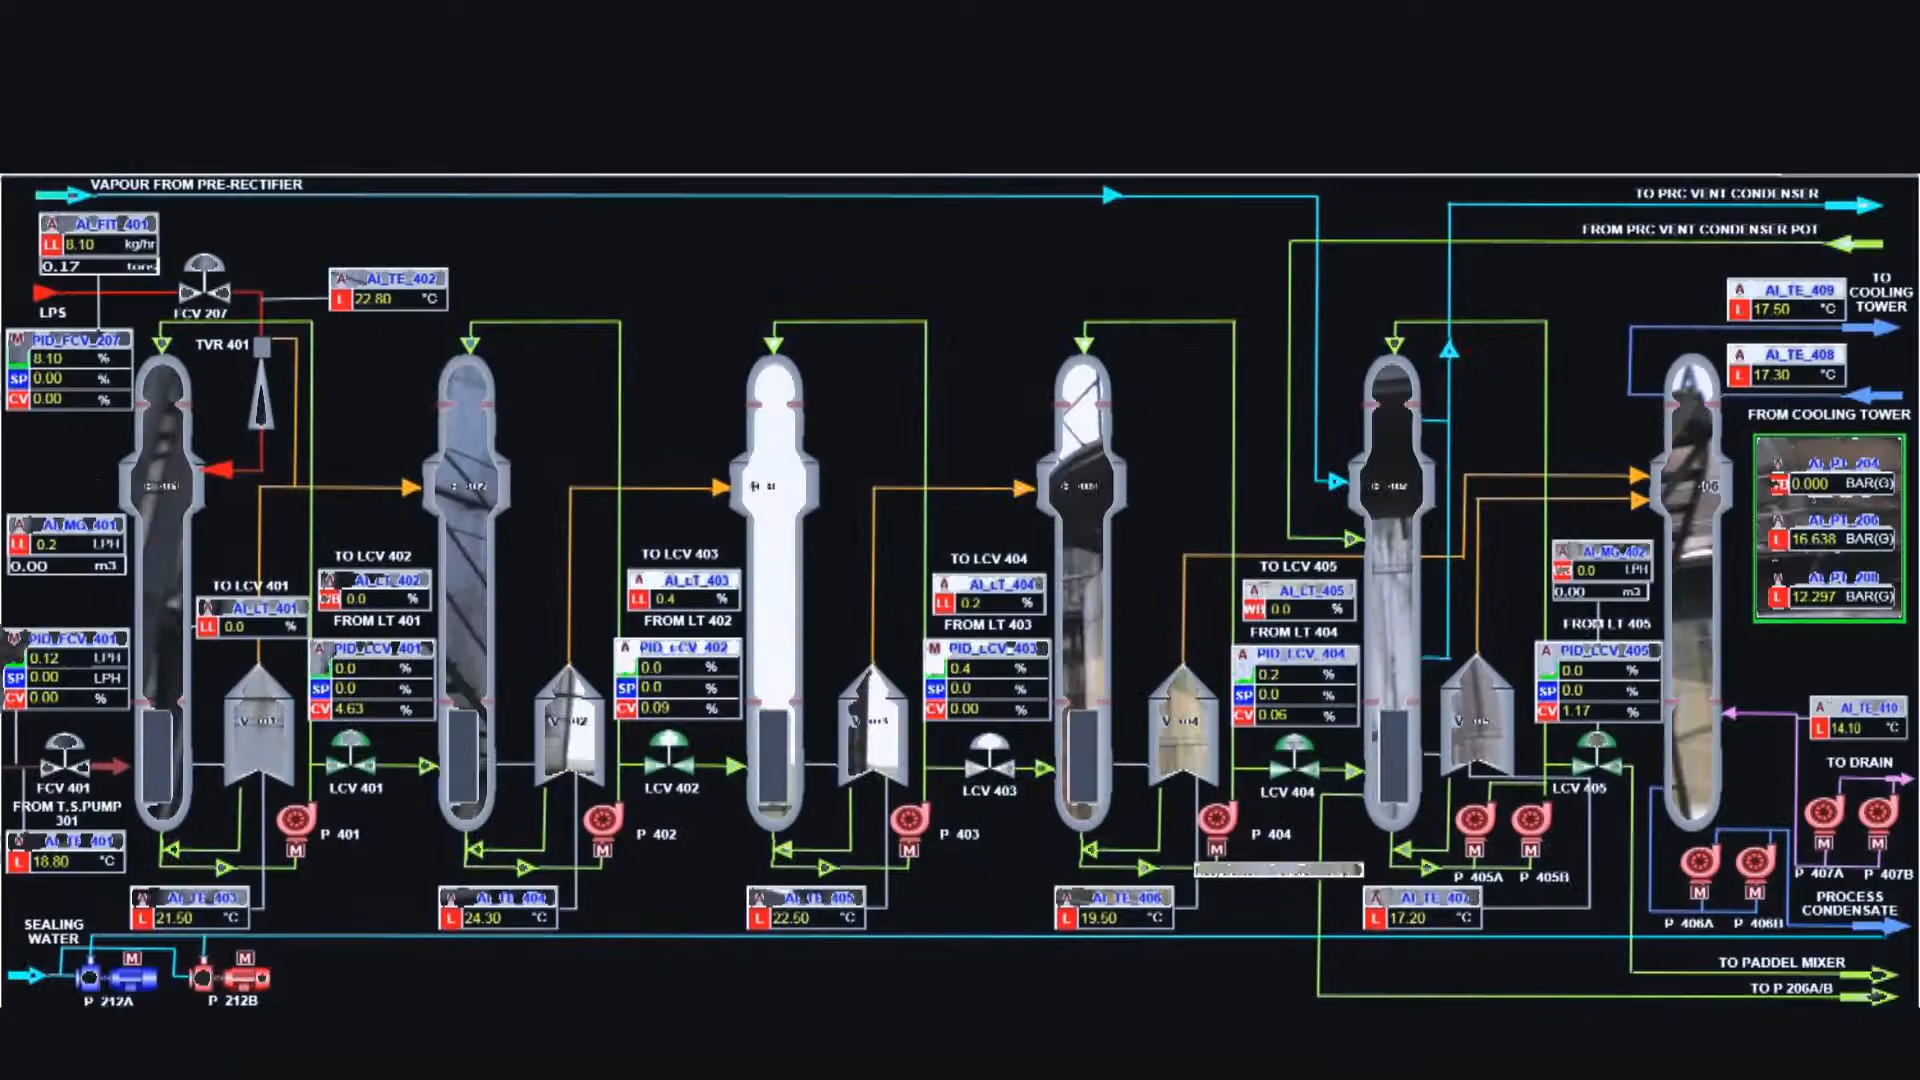 VAPOUR FROM PRE-RECTIFIER
TO PRC VENT CONDENSER
FROM PRC VENT CONDENSER POT
A AI_FIT_401
LL 8.10 kg/hr
0.17 tons
LPS
FCV 207
A AI_TE_402
L 22.80 °C
A AI_TE_409
L 17.50 °C
TO
COOLING
TOWER
A AI_TE_408
L 17.30 °C
FROM COOLING TOWER
M PID_FCV_207
8.10 %
SP 0.00 %
CV 0.00 %
TVR 401
A AI_PT_204
0.000 BAR(G)
A AI_PT_206
L 16.638 BAR(G)
A AI_PT_208
L 12.297 BAR(G)
A AI_MG_401
LL 0.2 LPH
0.00 m3
TO LCV 401
A AI_LT_401
LL 0.0 %
TO LCV 402
A AI_LT_402
WB 0.0 %
FROM LT 401
TO LCV 403
A AI_LT_403
LL 0.4 %
FROM LT 402
TO LCV 404
A AI_LT_404
LL 0.2 %
FROM LT 403
TO LCV 405
A AI_LT_405
WB 0.0 %
FROM LT 404
A AI_MG_402
0.0 LPH
0.00 m3
FROM LT 405
M PID_FCV_401
0.12 LPH
SP 0.00 LPH
CV 0.00 %
A PID_LCV_401
0.0 %
SP 0.0 %
CV 4.63 %
A PID_LCV_402
0.0 %
SP 0.0 %
CV 0.09 %
M PID_LCV_403
0.4 %
SP 0.0 %
CV 0.00 %
A PID_LCV_404
0.2 %
SP 0.0 %
CV 0.06 %
A PID_LCV_405
0.0 %
SP 0.0 %
CV 1.17 %
A AI_TE_410
L 14.10 °C
FCV 401
FROM T.S.PUMP
301
A AI_TE_401
L 18.80 °C
LCV 401
LCV 402
LCV 403
LCV 404
LCV 405
TO DRAIN
P 401
M
P 402
M
P 403
M
P 404
M
P 405A
M
P 405B
M
P 406A
M
P 406B
M
P 407A
M
P 407B
M
PROCESS
CONDENSATE
A AI_TE_403
L 21.50 °C
A AI_TE_404
L 24.30 °C
A AI_TE_405
L 22.50 °C
A AI_TE_406
L 19.50 °C
A AI_TE_407
L 17.20 °C
SEALING
WATER
M
P 212A
M
P 212B
TO PADDEL MIXER
TO P 206A/B